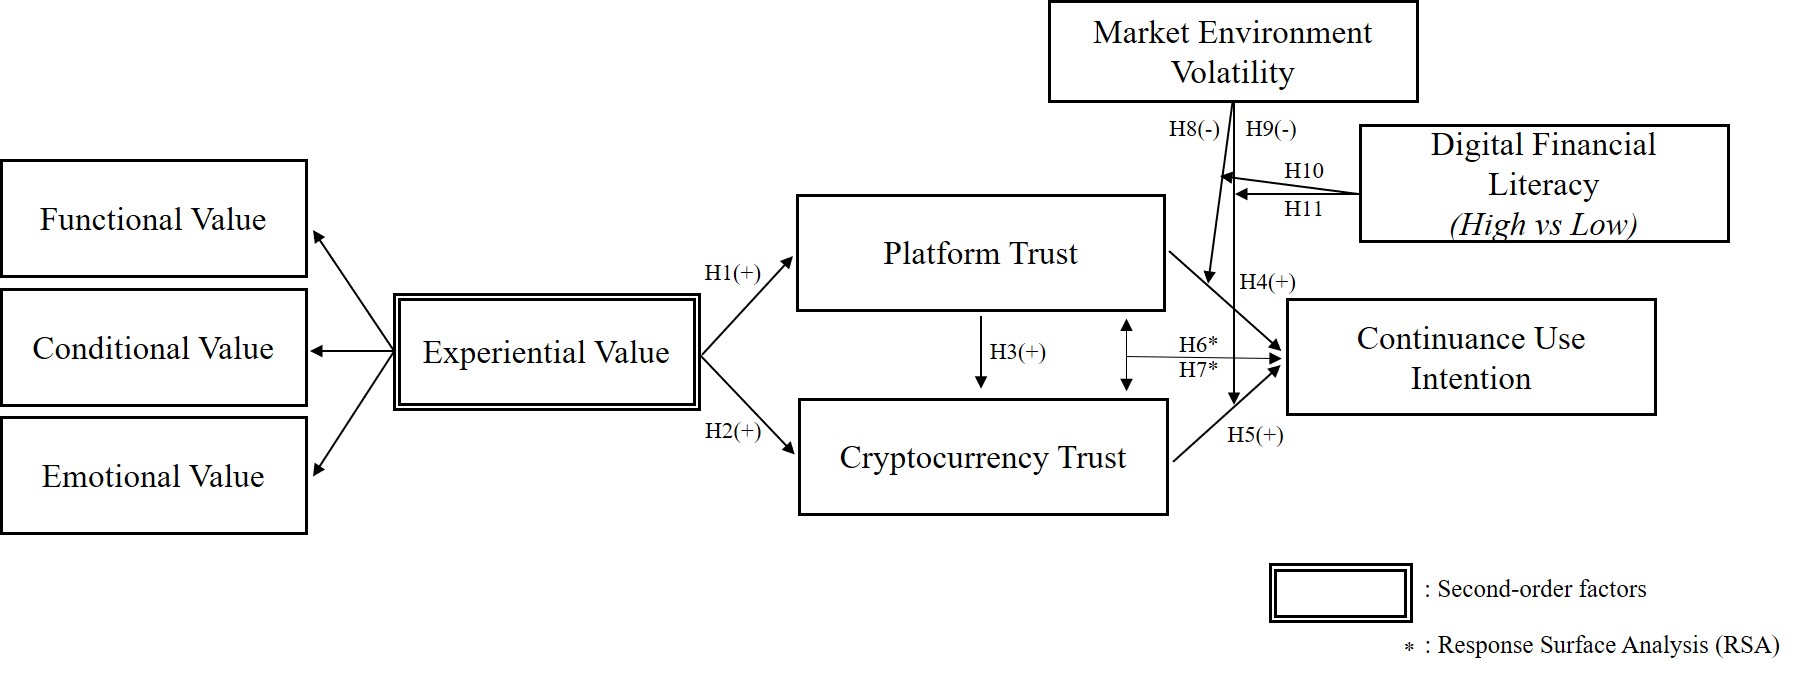 Market Environment
Volatility
H8(-)
H9(-)
Digital Financial
Literacy
(High vs Low)
H10
H11
Functional Value
Conditional Value
Emotional Value
Experiential Value
H1(+)
H2(+)
Platform Trust
H3(+)
Cryptocurrency Trust
H4(+)
H6*
H7*
H5(+)
Continuance Use
Intention
: Second-order factors
* : Response Surface Analysis (RSA)